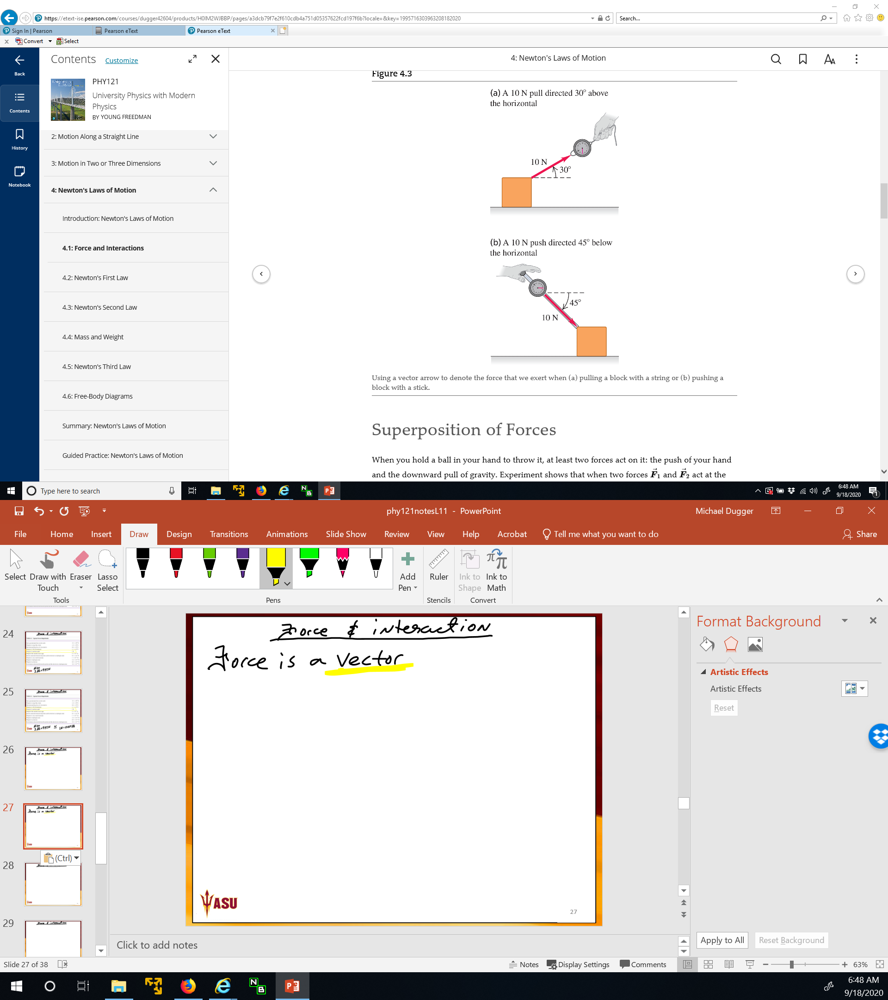 https://etext-ise.pearson.com/courses/dugger42604/products/H0IM2WJBBP/pages/a3dcb79f7e2f610cdb4a751d05357622fcd197f6b?locale=&key=1995716303963208182020
Search...
Sign In | Pearson
Pearson eText
Pearson eText
x Convert Select
Back
Contents
History
Notebook
Contents Customize
PHY121
University Physics with Modern
Physics
BY YOUNG FREEDMAN
2: Motion Along a Straight Line
3: Motion in Two or Three Dimensions
4: Newton's Laws of Motion
Introduction: Newton's Laws of Motion
4.1: Force and Interactions
4.2: Newton's First Law
4.3: Newton's Second Law
4.4: Mass and Weight
4.5: Newton's Third Law
4.6: Free-Body Diagrams
Summary: Newton's Laws of Motion
Guided Practice: Newton's Laws of Motion
4: Newton's Laws of Motion
Figure 4.3
(a) A 10 N pull directed 30° above
the horizontal
10 N
30°
(b) A 10 N push directed 45° below
the horizontal
45°
10 N
Using a vector arrow to denote the force that we exert when (a) pulling a block with a string or (b) pushing a
block with a stick.
Superposition of Forces
When you hold a ball in your hand to throw it, at least two forces act on it: the push of your hand
and the downward pull of gravity. Experiment shows that when two forces F⃗1 and F⃗2 act at the
Type here to search
6:48 AM
9/18/2020
phy121notesL11 - PowerPoint
Michael Dugger
File Home Insert Draw Design Transitions Animations Slide Show Review View Help Acrobat Tell me what you want to do Share
Select
Draw with
Touch
Eraser
Lasso
Select
Tools
Pens
Add
Pen
Ruler
Stencils
Ink to
Shape
Ink to
Math
Convert
24
25
26
27
(Ctrl)
28
29
Force & interaction
Force is a vector
ASU
27
Click to add notes
Format Background
Artistic Effects
Artistic Effects
Reset
Apply to All Reset Background
Slide 27 of 38
Notes Display Settings Comments 63%
6:48 AM
9/18/2020